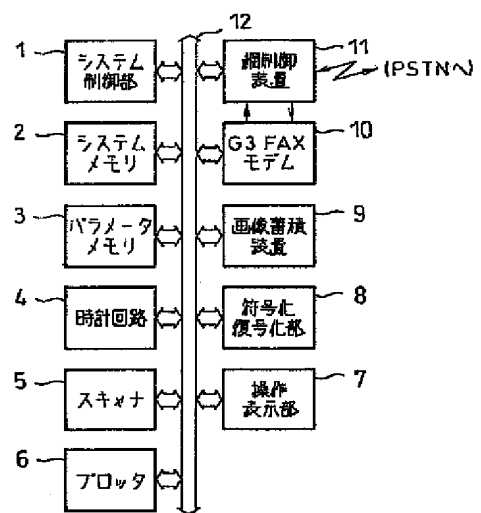 12
1
システム
制御部
11
網制御
装置
(PSTNへ)
2
システム
メモリ
10
G3 FAX
モデム
3
パラメータ
メモリ
9
画像蓄積
装置
4
時計回路
8
符号化
復号化部
5
スキャナ
7
操作
表示部
6
プロッタ